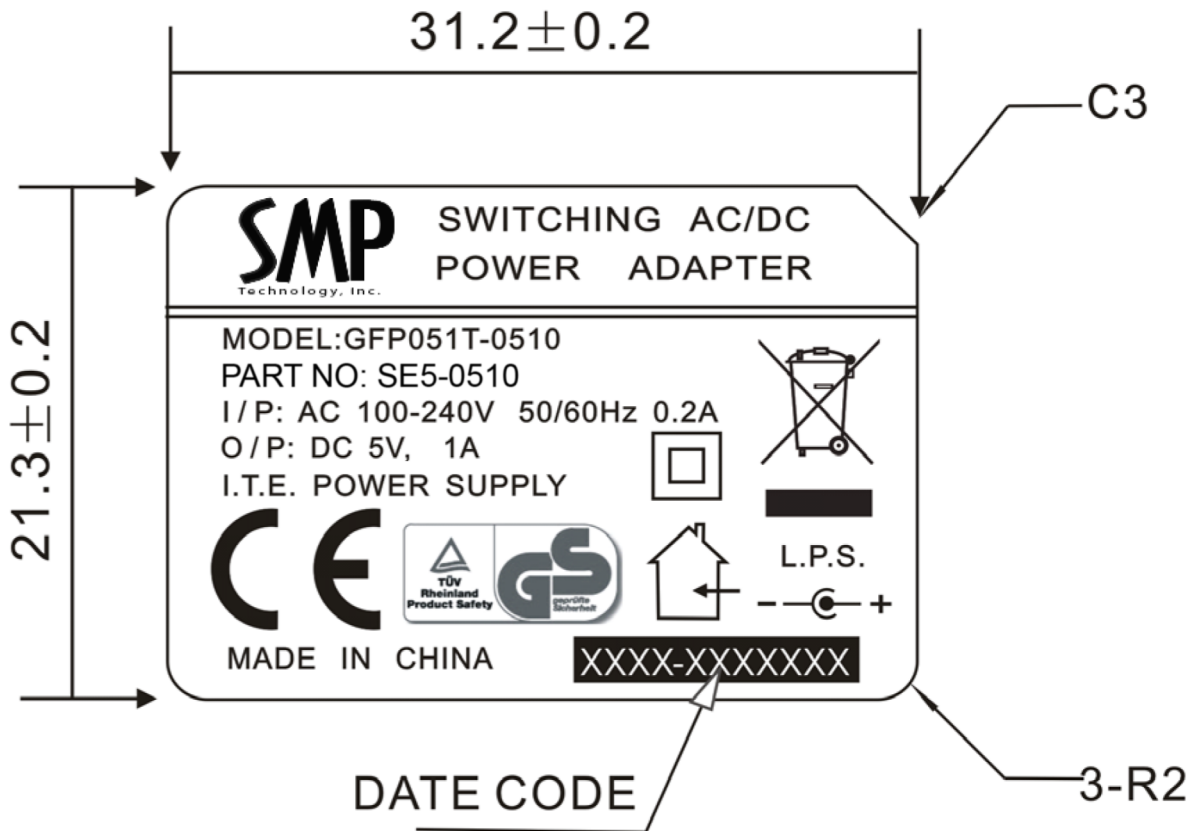 31.2±0.2
C3
SMP
Technology, Inc.
SWITCHING AC/DC
POWER ADAPTER
21.3±0.2
MODEL:GFP051T-0510
PART NO: SE5-0510
I/P: AC 100-240V 50/60Hz 0.2A
O/P: DC 5V, 1A
I.T.E. POWER SUPPLY
CE
TÜV
Rheinland
Product Safety
GS
geprüfte
Sicherheit
L.P.S.
- +
MADE IN CHINA
XXXX-XXXXXXX
DATE CODE
3-R2